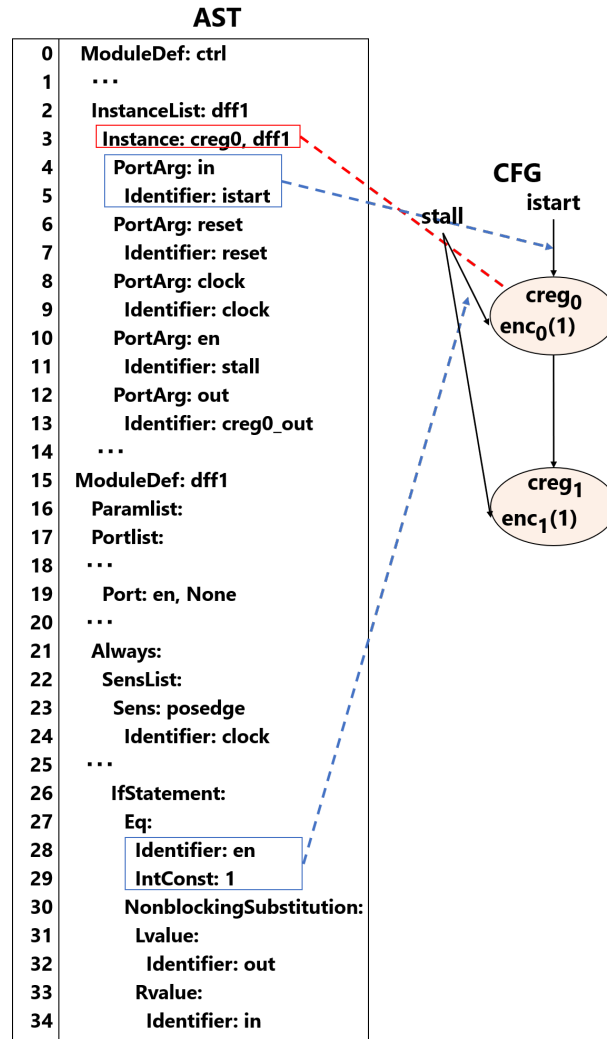 AST
0 ModuleDef: ctrl
1 ...
2 InstanceList: dff1
3 Instance: creg0, dff1
4 PortArg: in
5 Identifier: istart
6 PortArg: reset
7 Identifier: reset
8 PortArg: clock
9 Identifier: clock
10 PortArg: en
11 Identifier: stall
12 PortArg: out
13 Identifier: creg0_out
14 ...
15 ModuleDef: dff1
16 Paramlist:
17 Portlist:
18 ...
19 Port: en, None
20 ...
21 Always:
22 SensList:
23 Sens: posedge
24 Identifier: clock
25 ...
26 IfStatement:
27 Eq:
28 Identifier: en
29 IntConst: 1
30 NonblockingSubstitution:
31 Lvalue:
32 Identifier: out
33 Rvalue:
34 Identifier: in
CFG
istart
stall
creg₀
enc₀(1)
creg₁
enc₁(1)